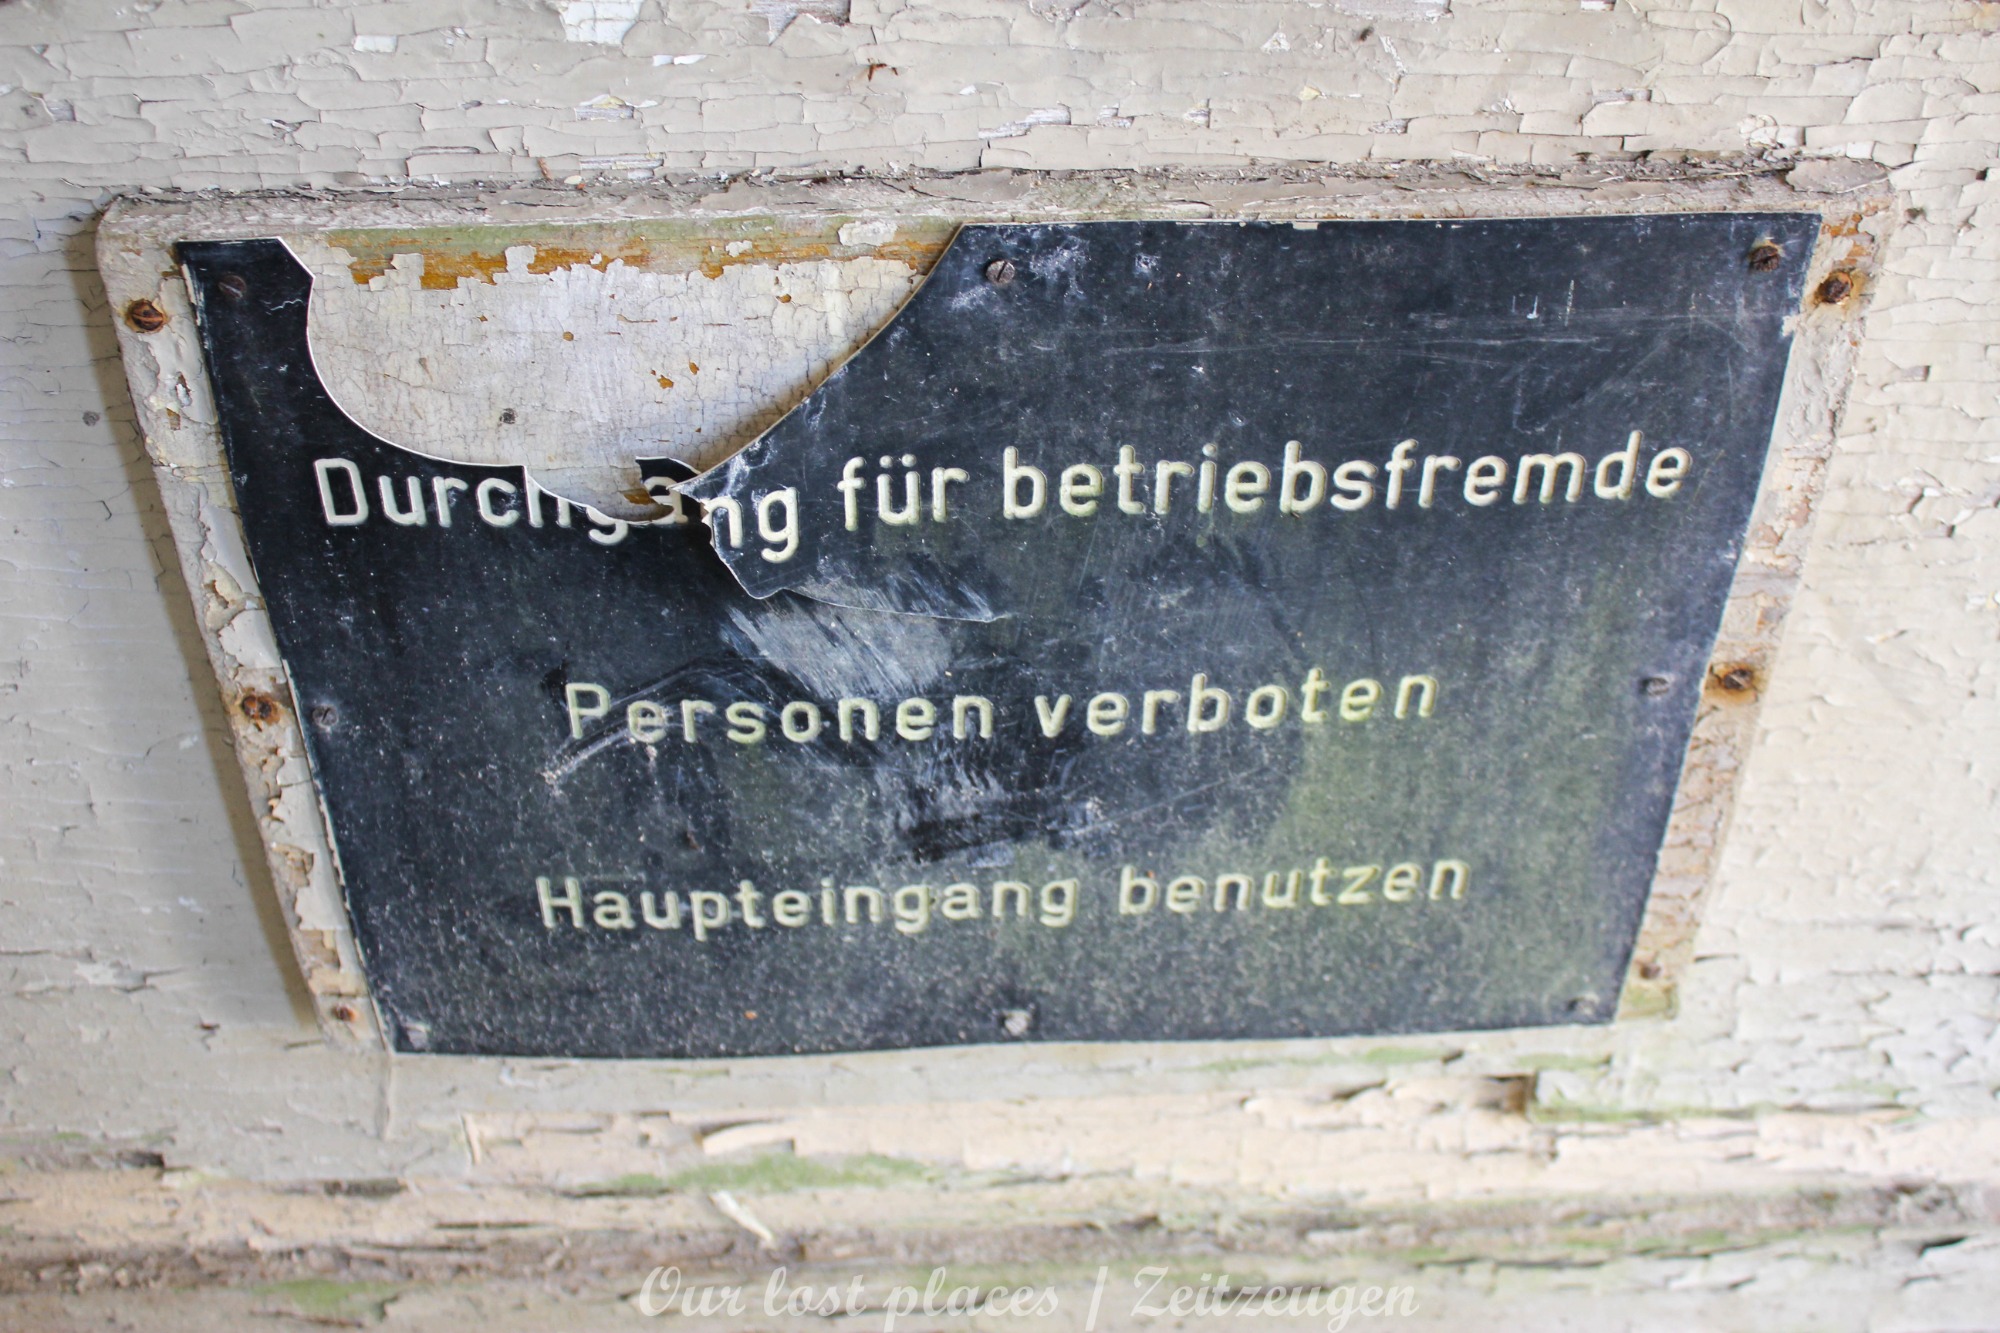 Durchgang für betriebsfremde
Personen verboten
Haupteingang benutzen
Our lost places | Zeitzeugen